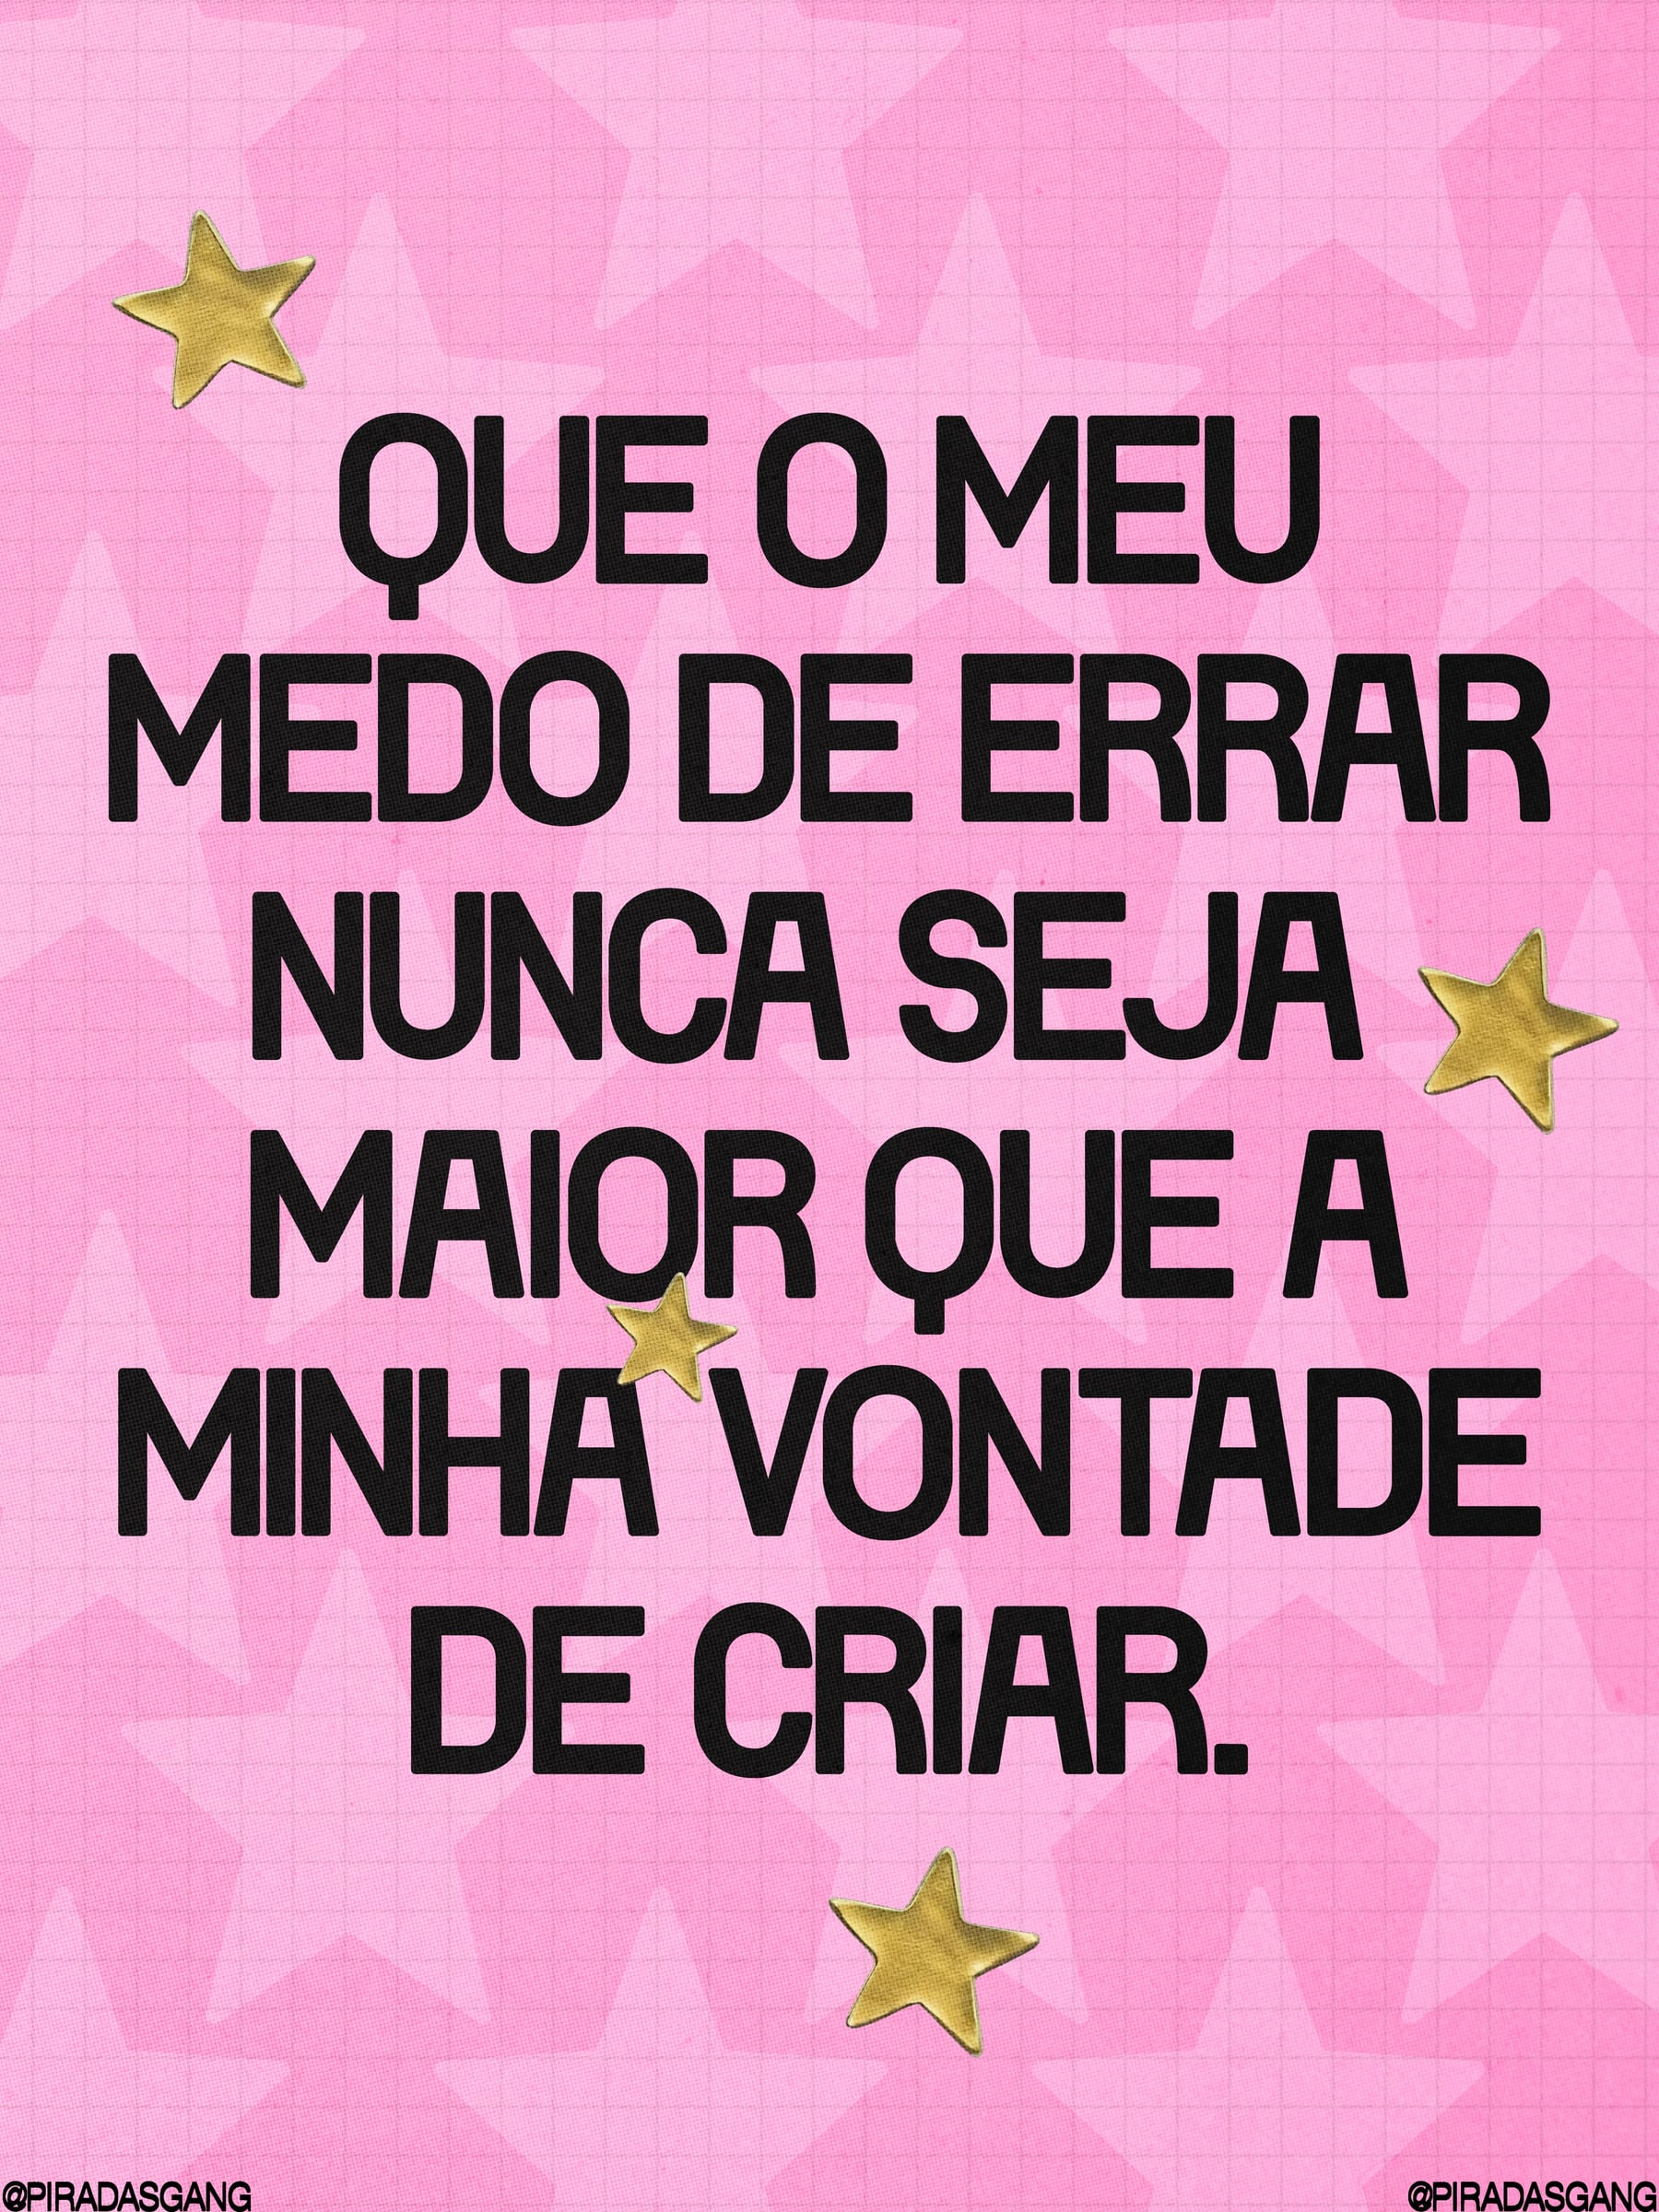 QUE O MEU
MEDO DE ERRAR
NUNCA SEJA
MAIOR QUE A
MINHA VONTADE
DE CRIAR.
@PIRADASGANG
@PIRADASGANG